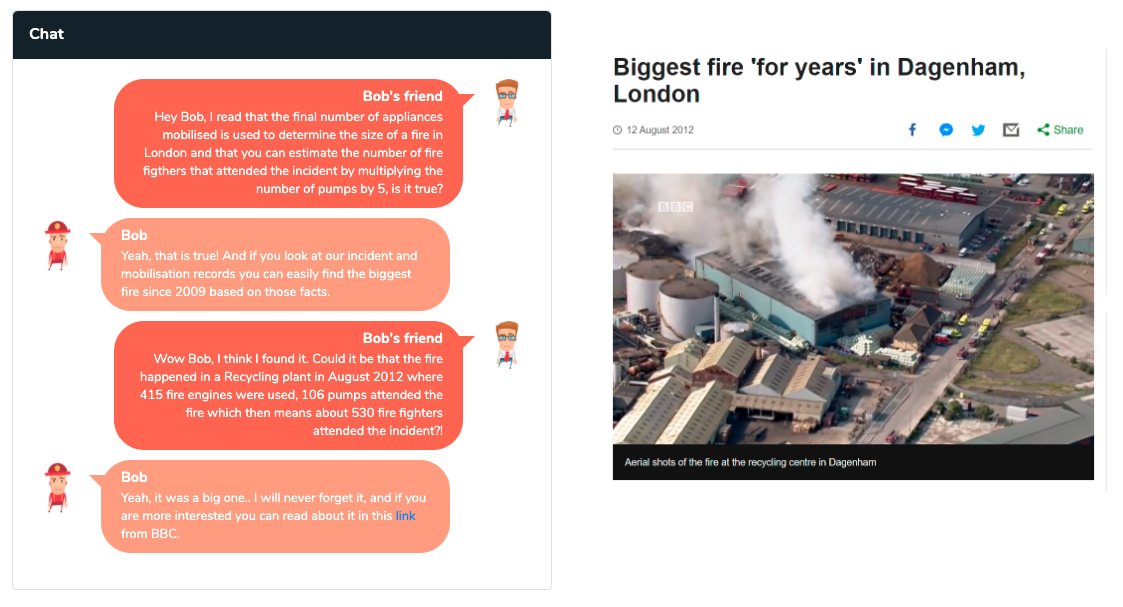 Chat
Bob's friend
Hey Bob, I read that the final number of appliances
mobilised is used to determine the size of a fire in
London and that you can estimate the number of fire
figthers that attended the incident by multiplying the
number of pumps by 5, is it true?
Bob
Yeah, that is true! And if you look at our incident and
mobilisation records you can easily find the biggest
fire since 2009 based on those facts.
Bob's friend
Wow Bob, I think I found it. Could it be that the fire
happened in a Recycling plant in August 2012 where
415 fire engines were used, 106 pumps attended the
fire which then means about 530 fire fighters
attended the incident?!
Bob
Yeah, it was a big one.. I will never forget it, and if you
are more interested you can read about it in this link
from BBC.
Biggest fire 'for years' in Dagenham,
London
12 August 2012
Share
BBC
Aerial shots of the fire at the recycling centre in Dagenham